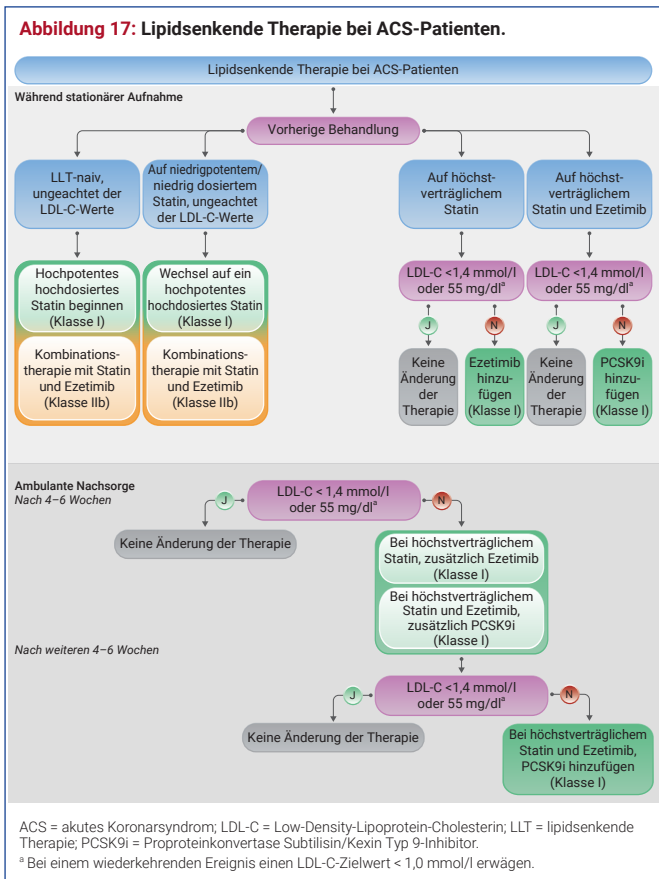 Abbildung 17: Lipidsenkende Therapie bei ACS-Patienten.
Lipidsenkende Therapie bei ACS-Patienten
Während stationärer Aufnahme
Vorherige Behandlung
LLT-naiv,
ungeachtet der
LDL-C-Werte
Auf niedrigpotentem/
niedrig dosiertem
Statin, ungeachtet
der LDL-C-Werte
Auf höchst-
verträglichem
Statin
Auf höchst-
verträglichem
Statin und Ezetimib
Hochpotentes
hochdosiertes
Statin beginnen
(Klasse I)
Wechsel auf ein
hochpotentes
hochdosiertes Statin
(Klasse I)
LDL-C <1,4 mmol/l
oder 55 mg/dlª
LDL-C <1,4 mmol/l
oder 55 mg/dlª
J
N
J
N
Kombinations-
therapie mit Statin
und Ezetimib
(Klasse IIb)
Kombinations-
therapie mit Statin
und Ezetimib
(Klasse IIb)
Keine
Änderung
der
Therapie
Ezetimib
hinzu-
fügen
(Klasse I)
Keine
Änderung
der
Therapie
PCSK9i
hinzu-
fügen
(Klasse I)
Ambulante Nachsorge
Nach 4–6 Wochen
LDL-C < 1,4 mmol/l
oder 55 mg/dlª
J
N
Keine Änderung der Therapie
Bei höchstverträglichem
Statin, zusätzlich Ezetimib
(Klasse I)
Bei höchstverträglichem
Statin und Ezetimib,
zusätzlich PCSK9i
(Klasse I)
Nach weiteren 4–6 Wochen
LDL-C <1,4 mmol/l
oder 55 mg/dlª
J
N
Keine Änderung der Therapie
Bei höchstverträglichem
Statin und Ezetimib,
PCSK9i hinzufügen
(Klasse I)
ACS = akutes Koronarsyndrom; LDL-C = Low-Density-Lipoprotein-Cholesterin; LLT = lipidsenkende
Therapie; PCSK9i = Proproteinkonvertase Subtilisin/Kexin Typ 9-Inhibitor.
ª Bei einem wiederkehrenden Ereignis einen LDL-C-Zielwert < 1,0 mmol/l erwägen.